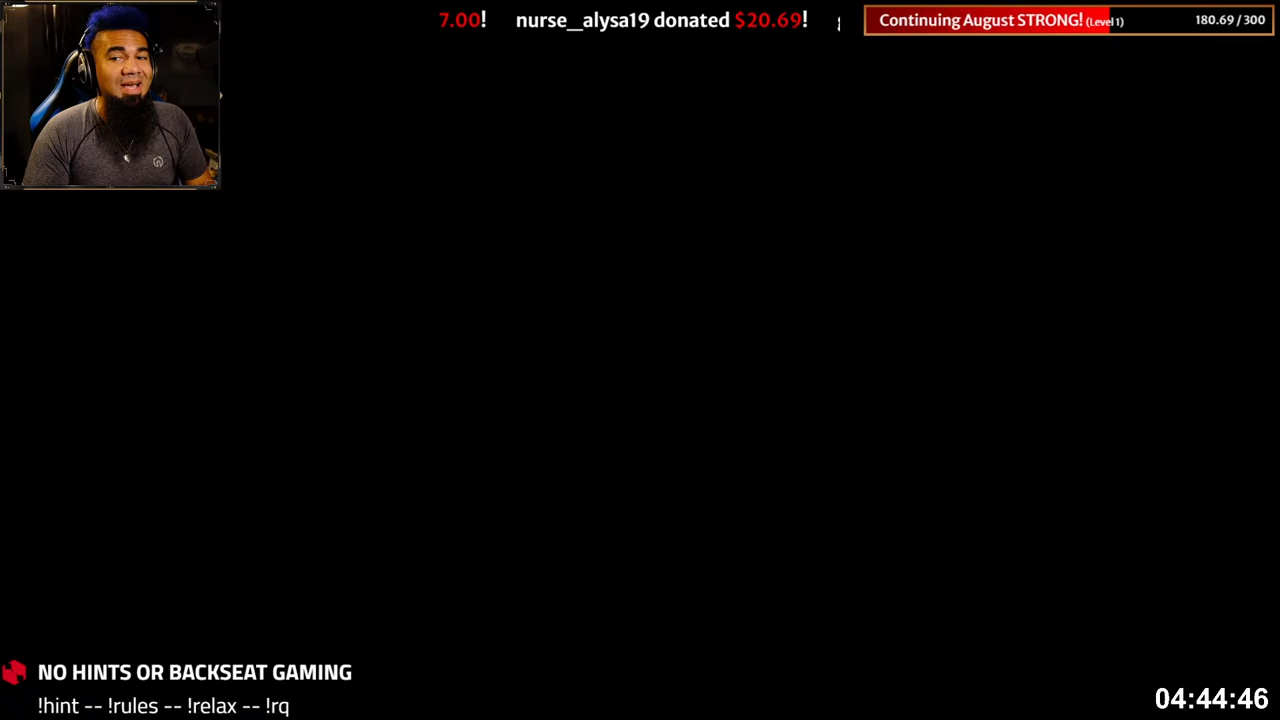 7.00! nurse__alysa19 donated $20.69!
Continuing August STRONG! (Level 1) 180.69 / 300
NO HINTS OR BACKSEAT GAMING
!hint -- !rules -- !relax -- !rq
04:44:46